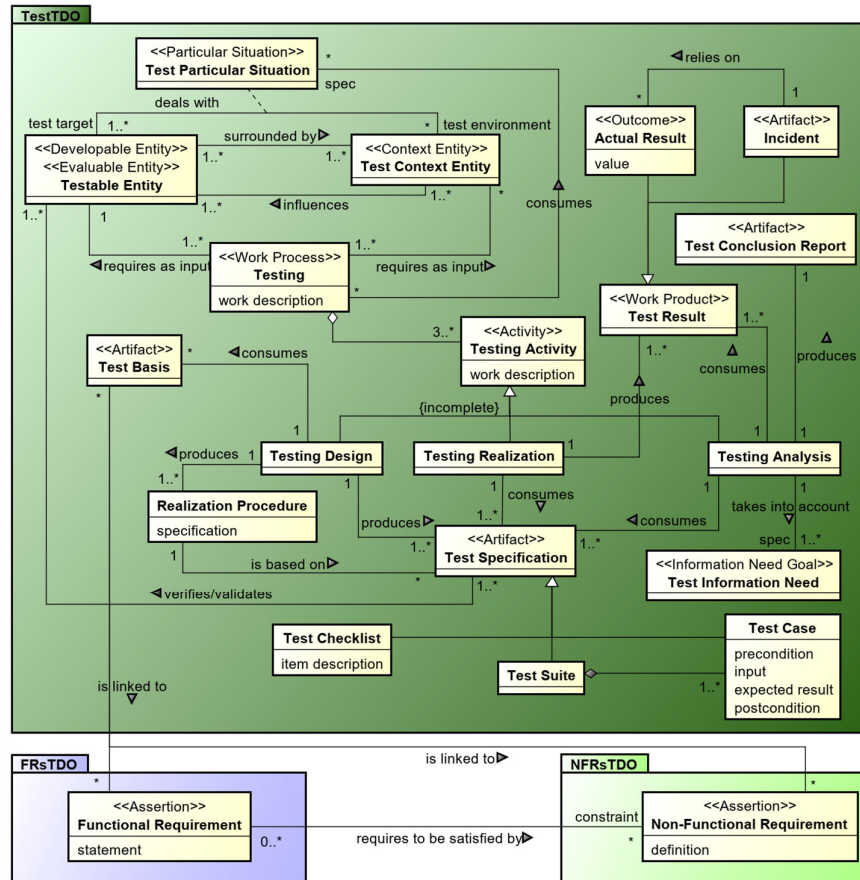 TestTDO
<<Particular Situation>>
Test Particular Situation
*
spec
relies on
*
1
deals with
test target
1..*
*
test environment
<<Outcome>>
Actual Result
value
<<Artifact>>
Incident
<<Developable Entity>>
<<Evaluable Entity>>
Testable Entity
surrounded by
1..*
1..*
<<Context Entity>>
Test Context Entity
influences
1..*
1..*
consumes
1..*
1
*
<<Artifact>>
Test Conclusion Report
1
1..*
1..*
requires as input
requires as input
<<Work Process>>
Testing
work description
*
<<Work Product>>
Test Result
1..*
1..*
3..*
<<Activity>>
Testing Activity
work description
<<Artifact>>
Test Basis
*
*
consumes
consumes
produces
produces
{incomplete}
1
1
1
1
produces
1
1..*
Testing Design
Testing Realization
Testing Analysis
1
1
1
1
Realization Procedure
specification
consumes
takes into account
produces
1..*
1..*
consumes
1..*
spec
1..*
<<Artifact>>
Test Specification
<<Information Need Goal>>
Test Information Need
1
is based on
*
1..*
verifies/validates
Test Checklist
item description
Test Suite
1..*
Test Case
precondition
input
expected result
postcondition
is linked to
is linked to
FRsTDO
*
<<Assertion>>
Functional Requirement
statement
0..*
requires to be satisfied by
NFRsTDO
*
constraint
*
<<Assertion>>
Non-Functional Requirement
definition